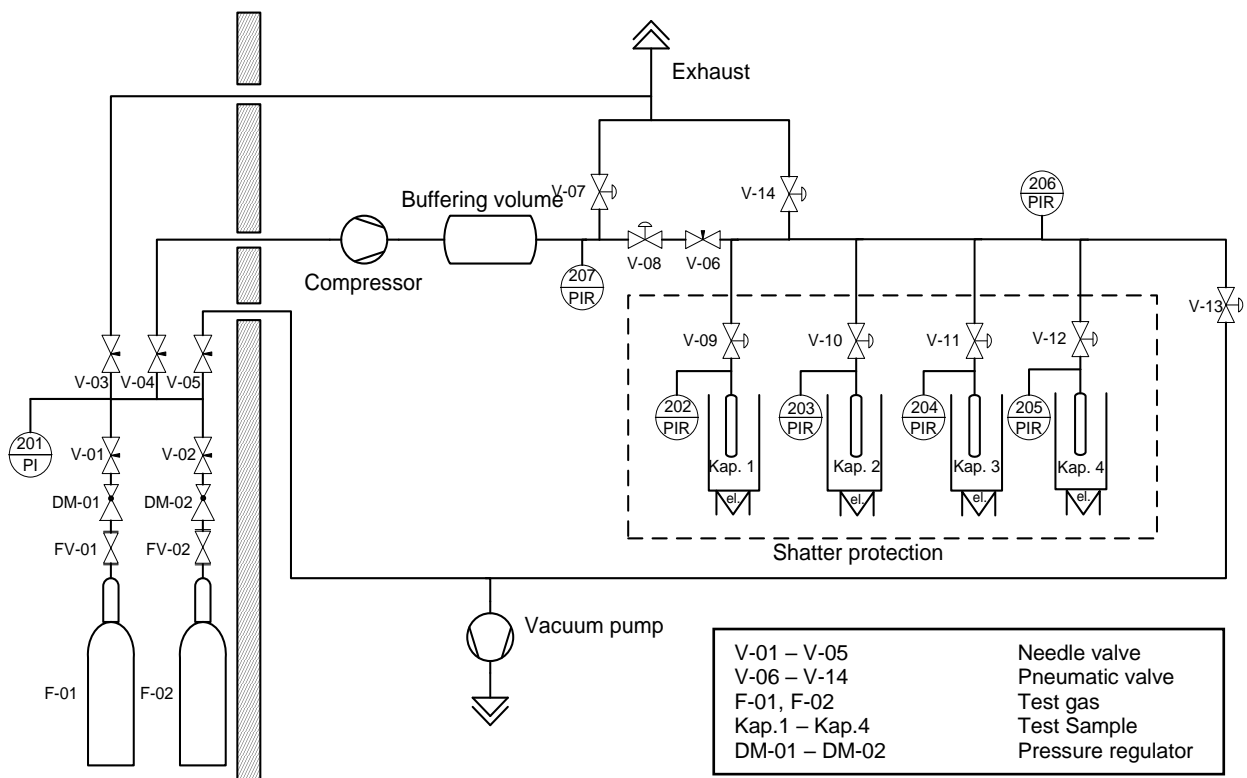 Exhaust
V-07
V-14
206
PIR
Buffering volume
Compressor
207
PIR
V-08
V-06
V-13
V-09
V-10
V-11
V-12
V-03
V-04
V-05
202
PIR
203
PIR
204
PIR
205
PIR
201
PI
V-01
V-02
Kap. 1
Kap. 2
Kap. 3
Kap. 4
DM-01
DM-02
el.
el.
el.
el.
FV-01
FV-02
Shatter protection
Vacuum pump
F-01
F-02
V-01 – V-05 Needle valve
V-06 – V-14 Pneumatic valve
F-01, F-02 Test gas
Kap.1 – Kap.4 Test Sample
DM-01 – DM-02 Pressure regulator